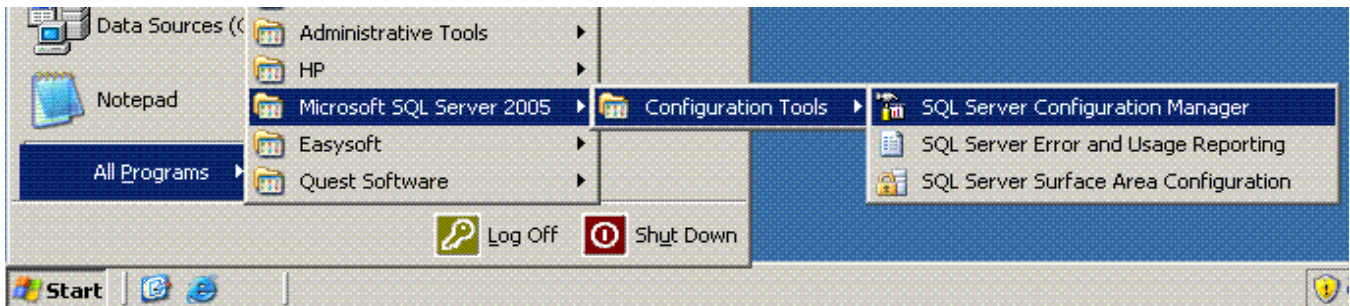 Data Sources ((
Notepad
All Programs
Administrative Tools
HP
Microsoft SQL Server 2005
Easysoft
Quest Software
Configuration Tools
SQL Server Configuration Manager
SQL Server Error and Usage Reporting
SQL Server Surface Area Configuration
Log Off
Shut Down
Start